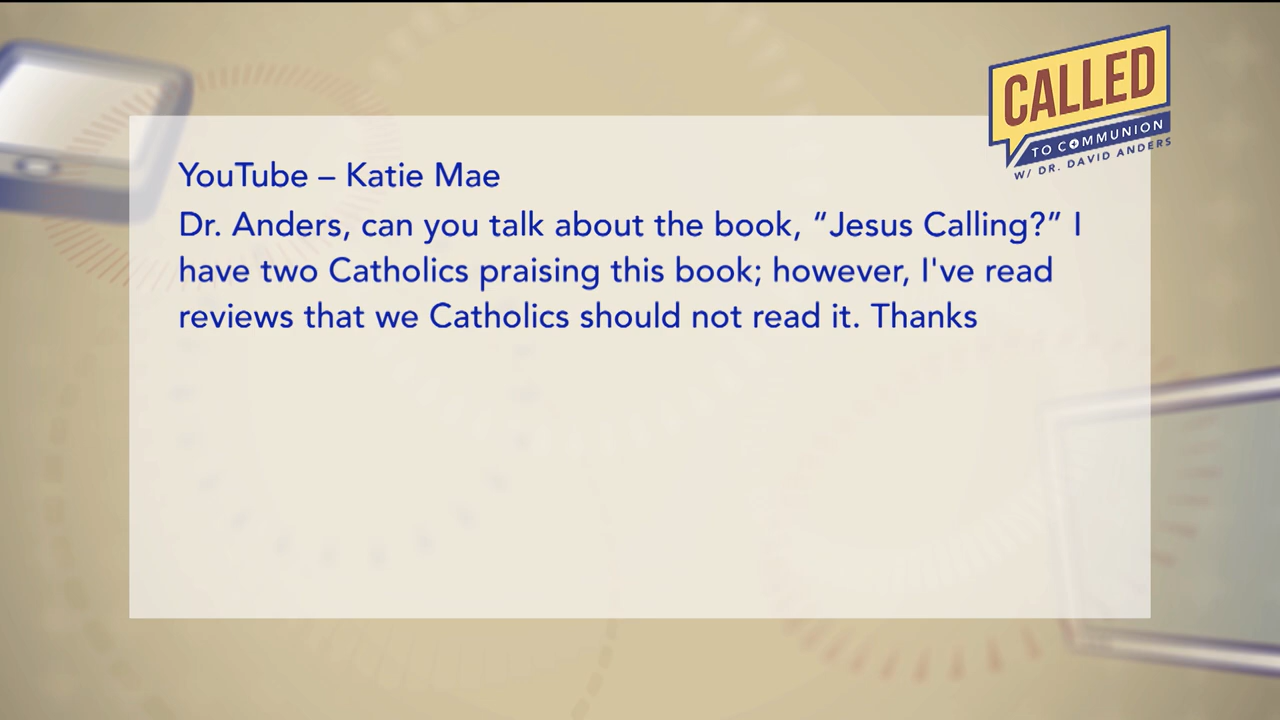 CALLED
TO COMMUNION
W/ DR. DAVID ANDERS
YouTube – Katie Mae
Dr. Anders, can you talk about the book, “Jesus Calling?” I
have two Catholics praising this book; however, I've read
reviews that we Catholics should not read it. Thanks